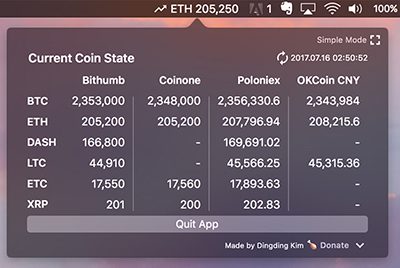 ETH 205,250 1 100%
Simple Mode
Current Coin State 2017.07.16 02:50:52
Bithumb Coinone Poloniex OKCoin CNY
BTC 2,353,000 2,348,000 2,356,330.6 2,343,984
ETH 205,200 205,200 207,796.94 208,215.6
DASH 166,800 - 169,691.02 -
LTC 44,910 - 45,566.25 45,315.36
ETC 17,550 17,560 17,893.63 -
XRP 201 200 202.83 -
Quit App
Made by Dingding Kim Donate